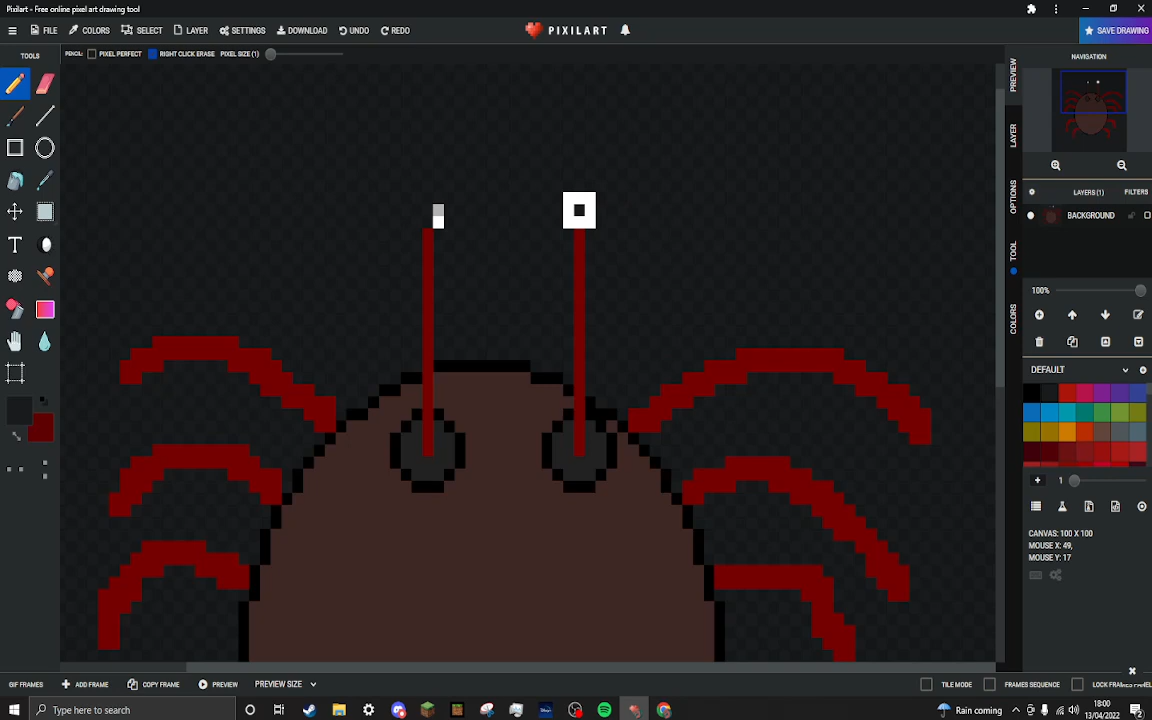 Pixilart - Free online pixel art drawing tool
FILE COLORS SELECT LAYER SETTINGS DOWNLOAD UNDO REDO PIXILART SAVE DRAWING
TOOLS PENCIL: PIXEL PERFECT RIGHT CLICK ERASE PIXEL SIZE (1) NAVIGATION
PREVIEW
LAYER
OPTIONS
TOOL
COLORS
LAYERS (1) FILTERS
BACKGROUND
100%
DEFAULT
+ 1
CANVAS: 100 X 100
MOUSE X: 49,
MOUSE Y: 17
GIF FRAMES ADD FRAME COPY FRAME PREVIEW PREVIEW SIZE TILE MODE FRAMES SEQUENCE LOCK FRAMES PANEL
Type here to search Rain coming 18:00
13/04/2022 2